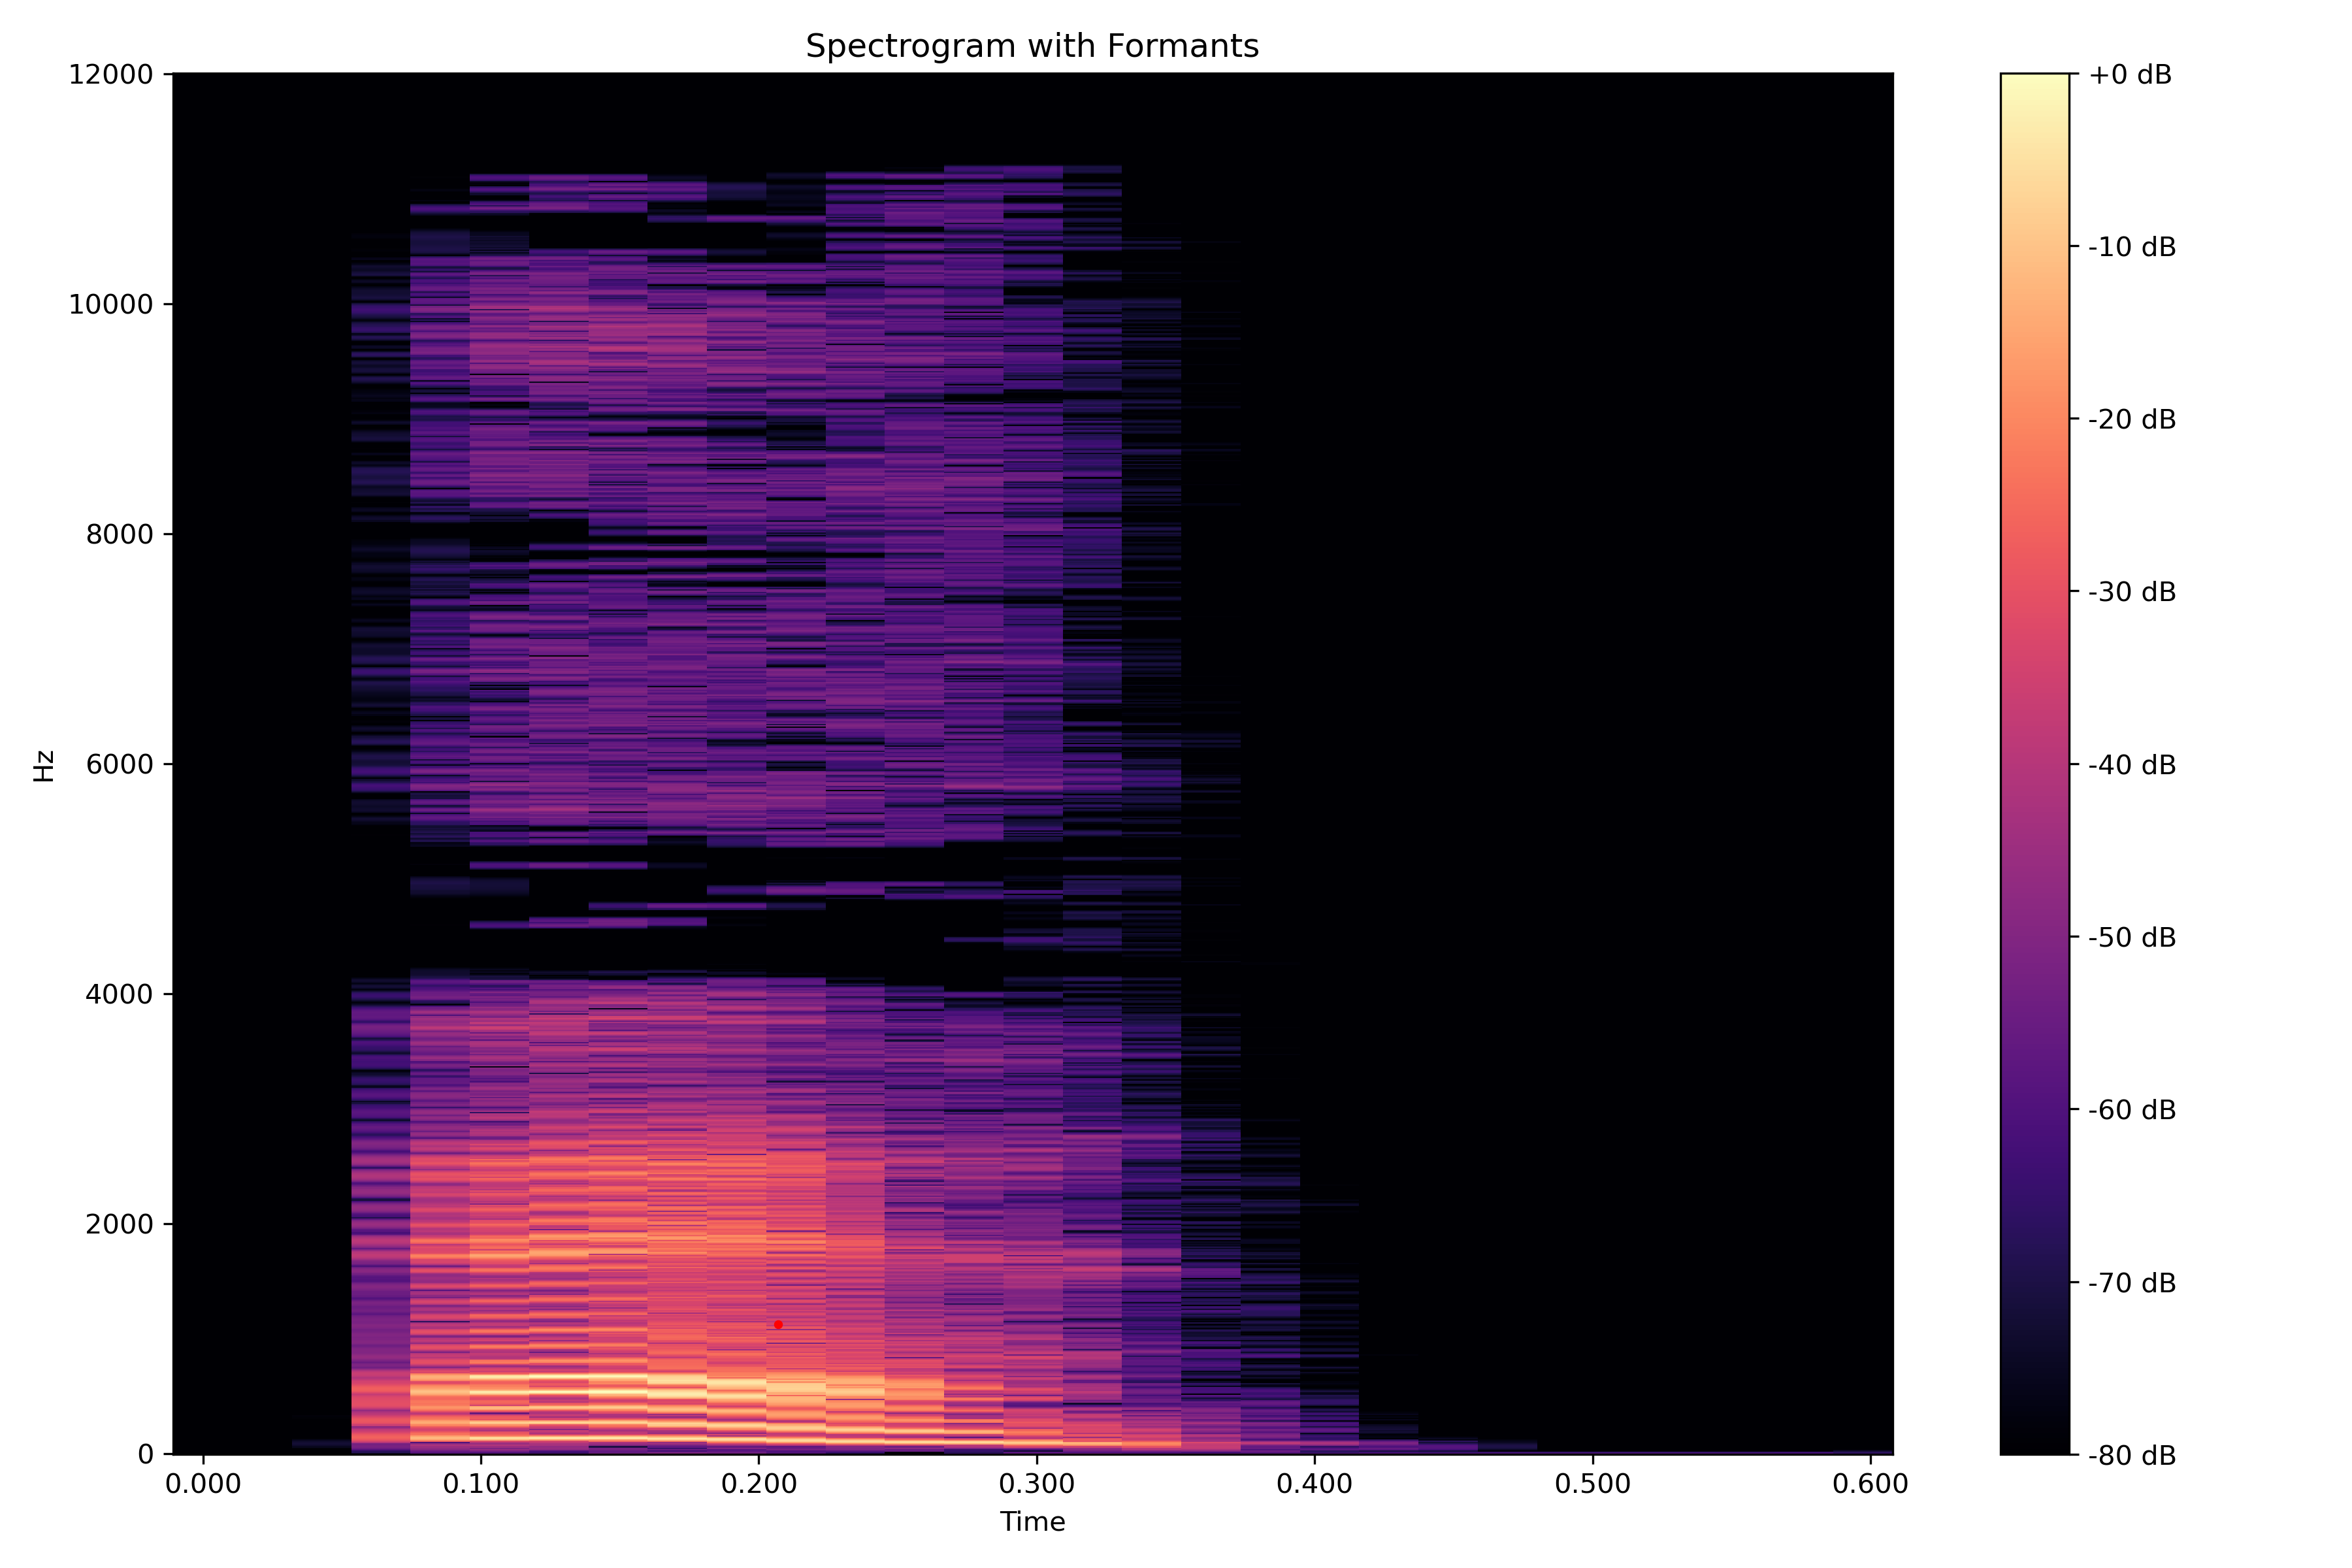 Spectrogram with Formants
12000
10000
8000
6000
4000
2000
0
Hz
0.000 0.100 0.200 0.300 0.400 0.500 0.600
Time
+0 dB
-10 dB
-20 dB
-30 dB
-40 dB
-50 dB
-60 dB
-70 dB
-80 dB